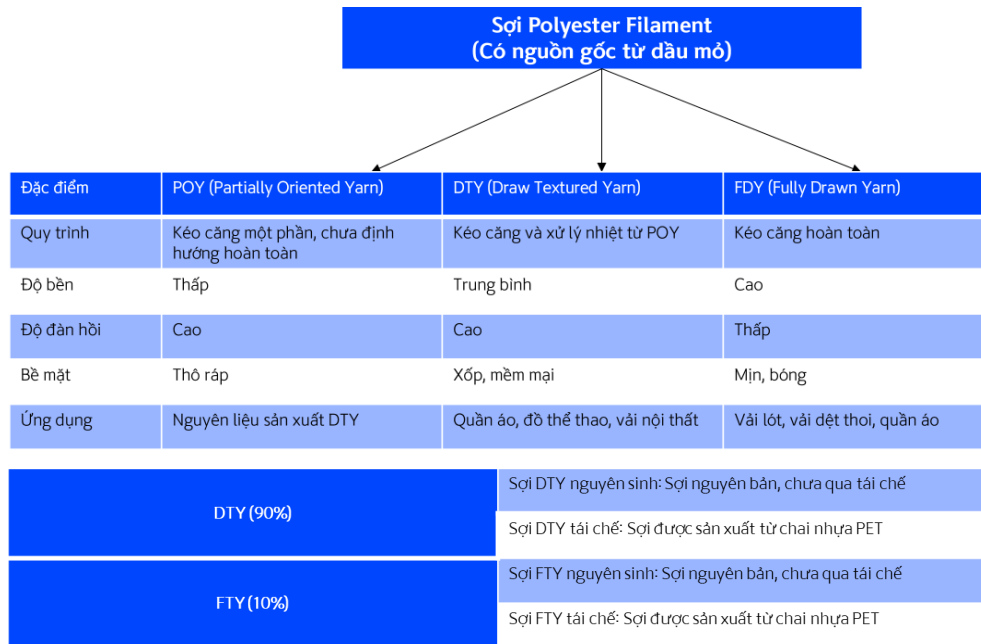 Sợi Polyester Filament
(Có nguồn gốc từ dầu mỏ)
Đặc điểm POY (Partially Oriented Yarn) DTY (Draw Textured Yarn) FDY (Fully Drawn Yarn)
Quy trình Kéo căng một phần, chưa định Kéo căng và xử lý nhiệt từ POY Kéo căng hoàn toàn
hướng hoàn toàn
Độ bền Thấp Trung bình Cao
Độ đàn hồi Cao Cao Thấp
Bề mặt Thô ráp Xốp, mềm mại Mịn, bóng
Ứng dụng Nguyên liệu sản xuất DTY Quần áo, đồ thể thao, vải nội thất Vải lót, vải dệt thoi, quần áo
DTY (90%)
Sợi DTY nguyên sinh: Sợi nguyên bản, chưa qua tái chế
Sợi DTY tái chế: Sợi được sản xuất từ chai nhựa PET
FTY (10%)
Sợi FTY nguyên sinh: Sợi nguyên bản, chưa qua tái chế
Sợi FTY tái chế: Sợi được sản xuất từ chai nhựa PET